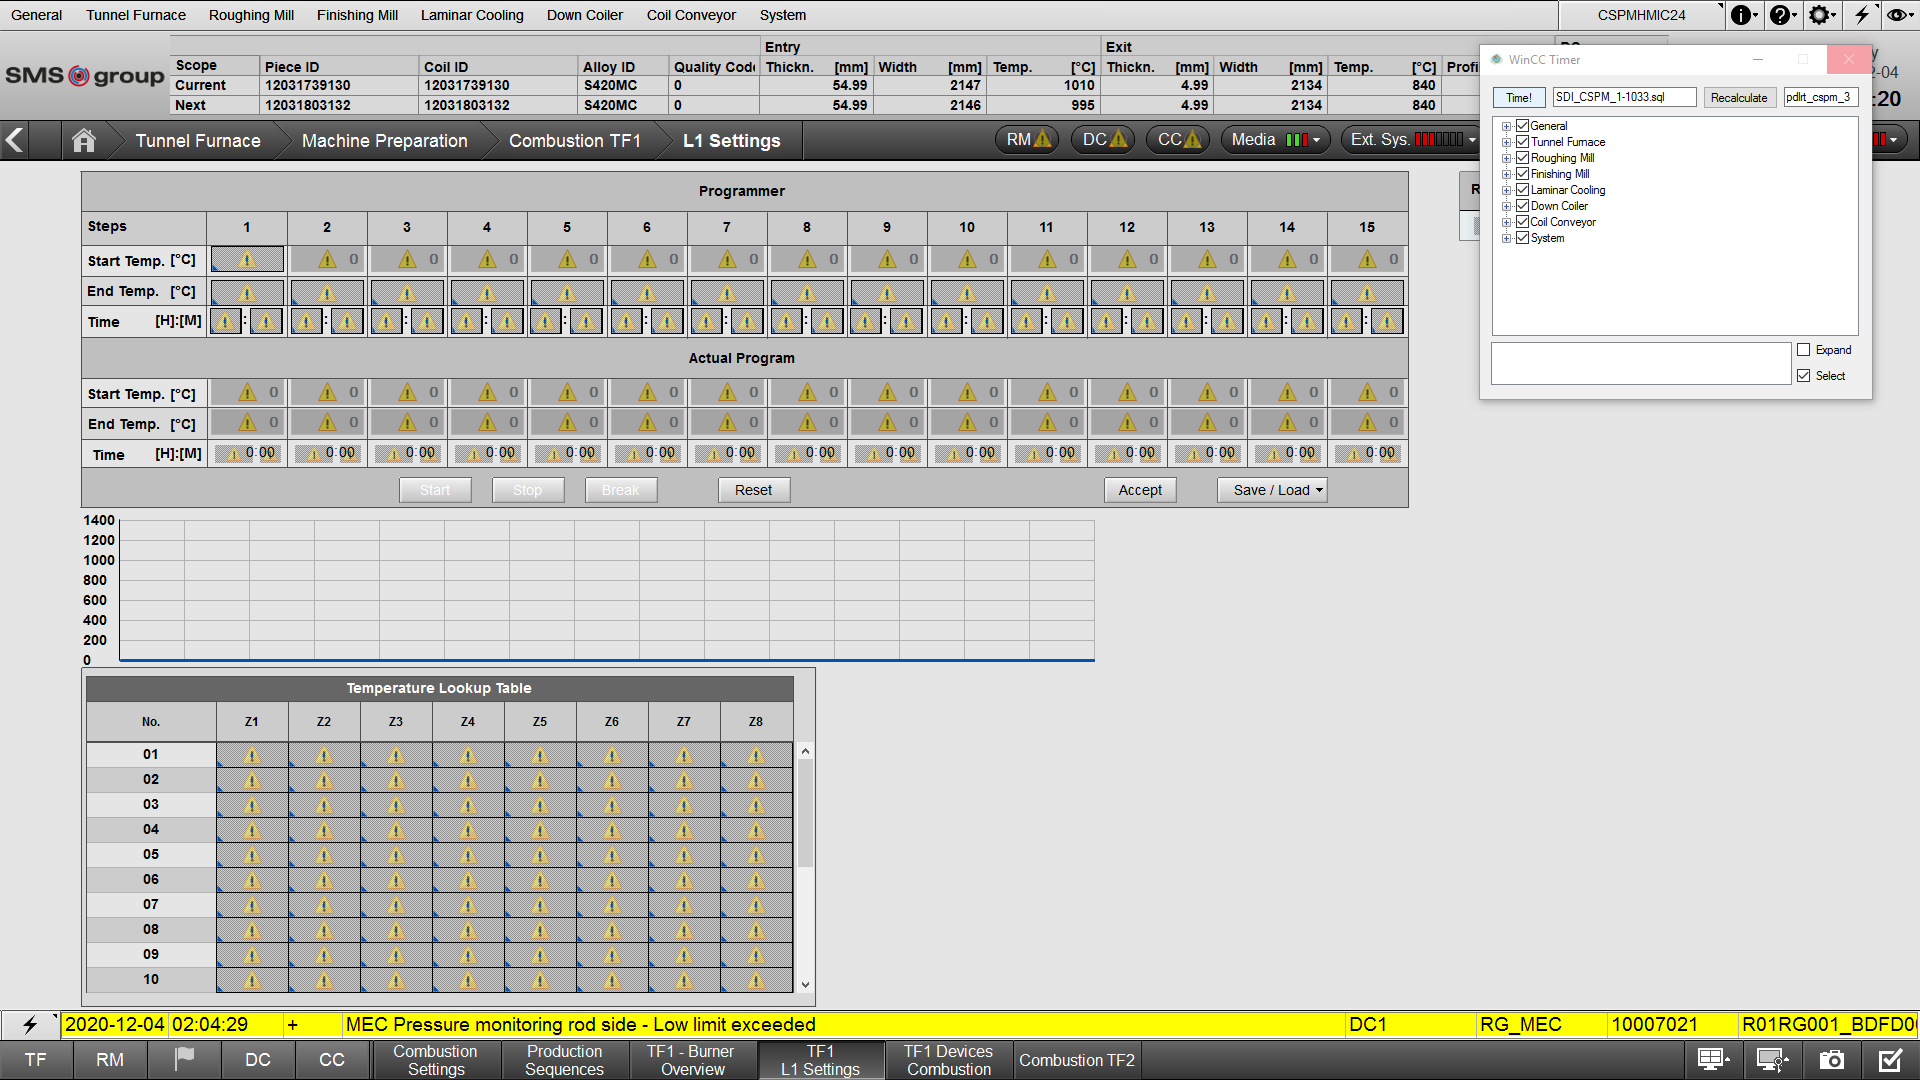 General Tunnel Furnace Roughing Mill Finishing Mill Laminar Cooling Down Coiler Coil Conveyor System CSPMHMIC24
SMS group
Entry Exit
Scope Piece ID Coil ID Alloy ID Quality Code Thickn. [mm] Width [mm] Temp. [°C] Thickn. [mm] Width [mm] Temp. [°C] Profi
Current 12031739130 12031739130 S420MC 0 54.99 2147 1010 4.99 2134 840
Next 12031803132 12031803132 S420MC 0 54.99 2146 995 4.99 2134 840
-04
:20
Tunnel Furnace Machine Preparation Combustion TF1 L1 Settings RM DC CC Media Ext. Sys.
WinCC Timer
Time! SDI_CSPM_1-1033.sql Recalculate pdlrt_cspm_3
General
Tunnel Furnace
Roughing Mill
Finishing Mill
Laminar Cooling
Down Coiler
Coil Conveyor
System
Expand
Select
Programmer
Steps 1 2 3 4 5 6 7 8 9 10 11 12 13 14 15
Start Temp. [°C] 0 0 0 0 0 0 0 0 0 0 0 0 0 0
End Temp. [°C]
Time [H]:[M] : : : : : : : : : : : : : : :
Actual Program
Start Temp. [°C] 0 0 0 0 0 0 0 0 0 0 0 0 0 0 0
End Temp. [°C] 0 0 0 0 0 0 0 0 0 0 0 0 0 0 0
Time [H]:[M] 0:00 0:00 0:00 0:00 0:00 0:00 0:00 0:00 0:00 0:00 0:00 0:00 0:00 0:00 0:00
Start Stop Break Reset Accept Save / Load
1400
1200
1000
800
600
400
200
0
Temperature Lookup Table
No. Z1 Z2 Z3 Z4 Z5 Z6 Z7 Z8
01
02
03
04
05
06
07
08
09
10
2020-12-04 02:04:29 + MEC Pressure monitoring rod side - Low limit exceeded DC1 RG_MEC 10007021 R01RG001_BDFD0
TF RM DC CC Combustion Settings Production Sequences TF1 - Burner Overview TF1 L1 Settings TF1 Devices Combustion Combustion TF2